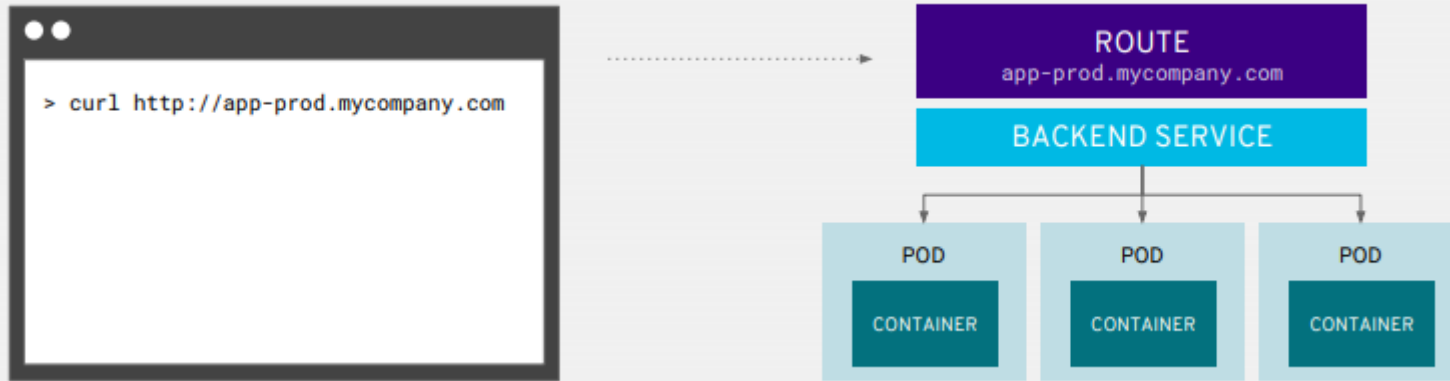 > curl http://app-prod.mycompany.com
ROUTE
app-prod.mycompany.com
BACKEND SERVICE
POD
POD
POD
CONTAINER
CONTAINER
CONTAINER